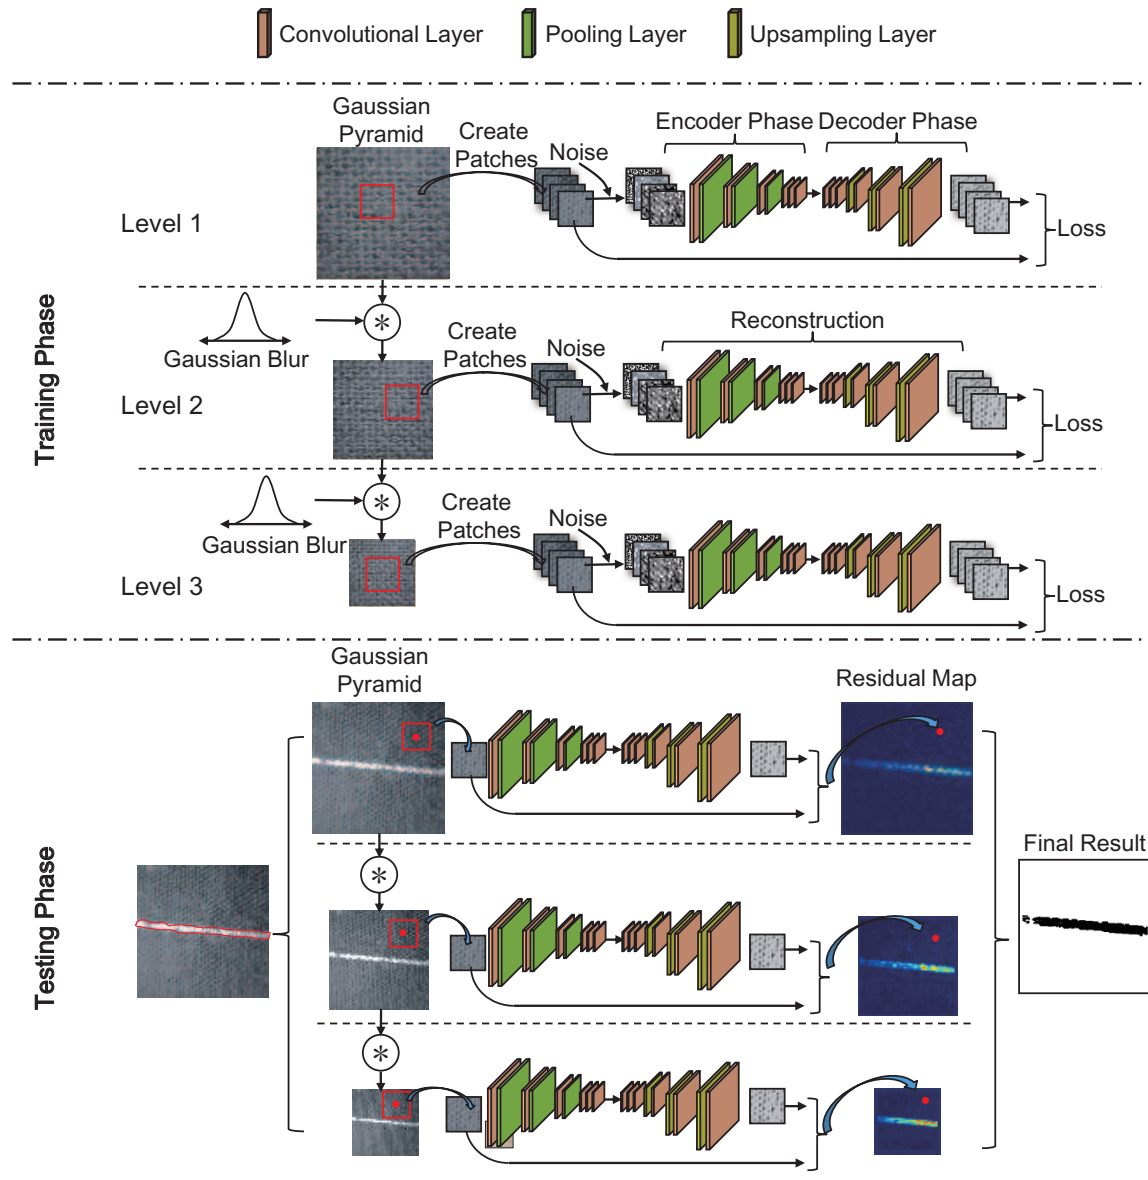 Convolutional Layer
Pooling Layer
Upsampling Layer
Training Phase
Gaussian
Pyramid
Create
Patches
Noise
Encoder Phase
Decoder Phase
Level 1
Loss
Gaussian Blur
Create
Patches
Noise
Reconstruction
Level 2
Loss
Gaussian Blur
Create
Patches
Noise
Level 3
Loss
Testing Phase
Gaussian
Pyramid
Residual Map
Final Result